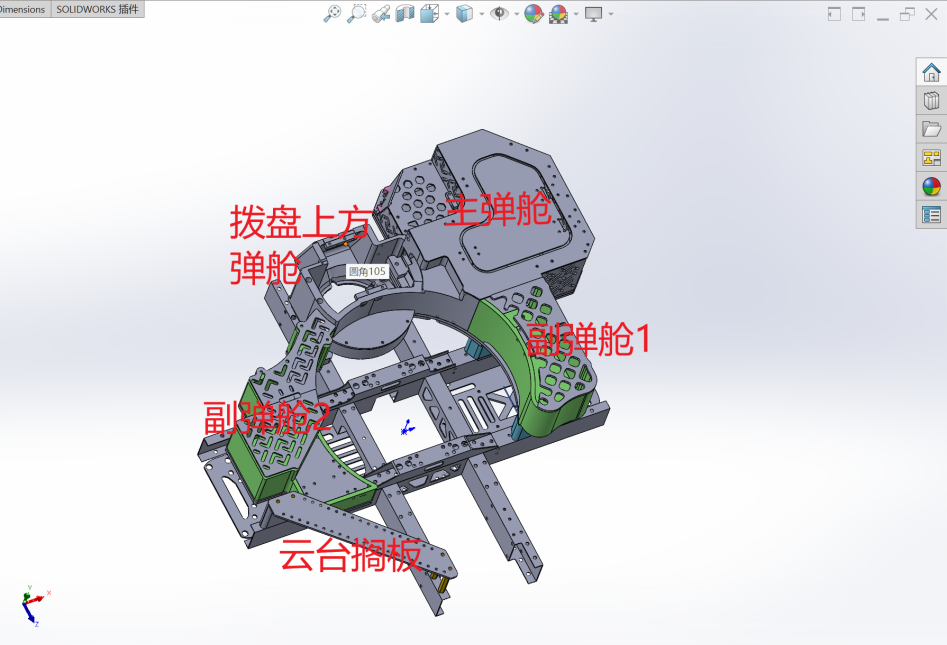 Dimensions
SOLIDWORKS 插件
主弹舱
拨盘上方
弹舱
圆角105
副弹舱1
副弹舱2
云台搁板
Y
X
Z